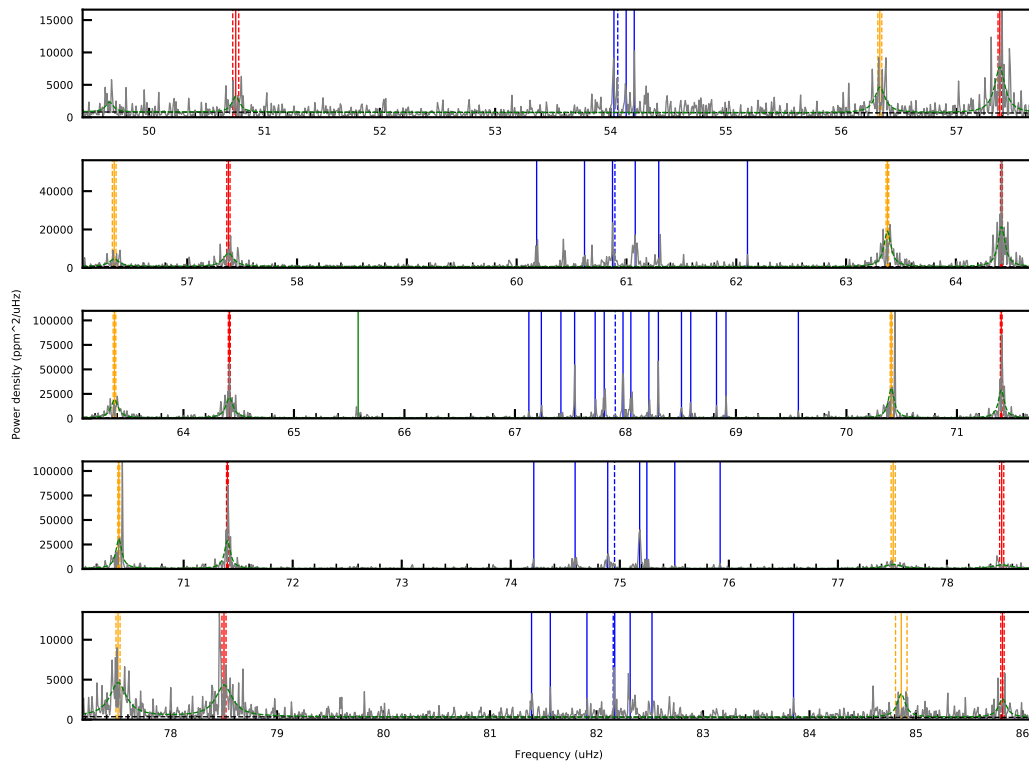 15000
10000
5000
0
50 51 52 53 54 55 56 57
40000
20000
0
57 58 59 60 61 62 63 64
Power density (ppm^2/uHz)
100000
75000
50000
25000
0
64 65 66 67 68 69 70 71
100000
75000
50000
25000
0
71 72 73 74 75 76 77 78
10000
5000
0
78 79 80 81 82 83 84 85 86
Frequency (uHz)